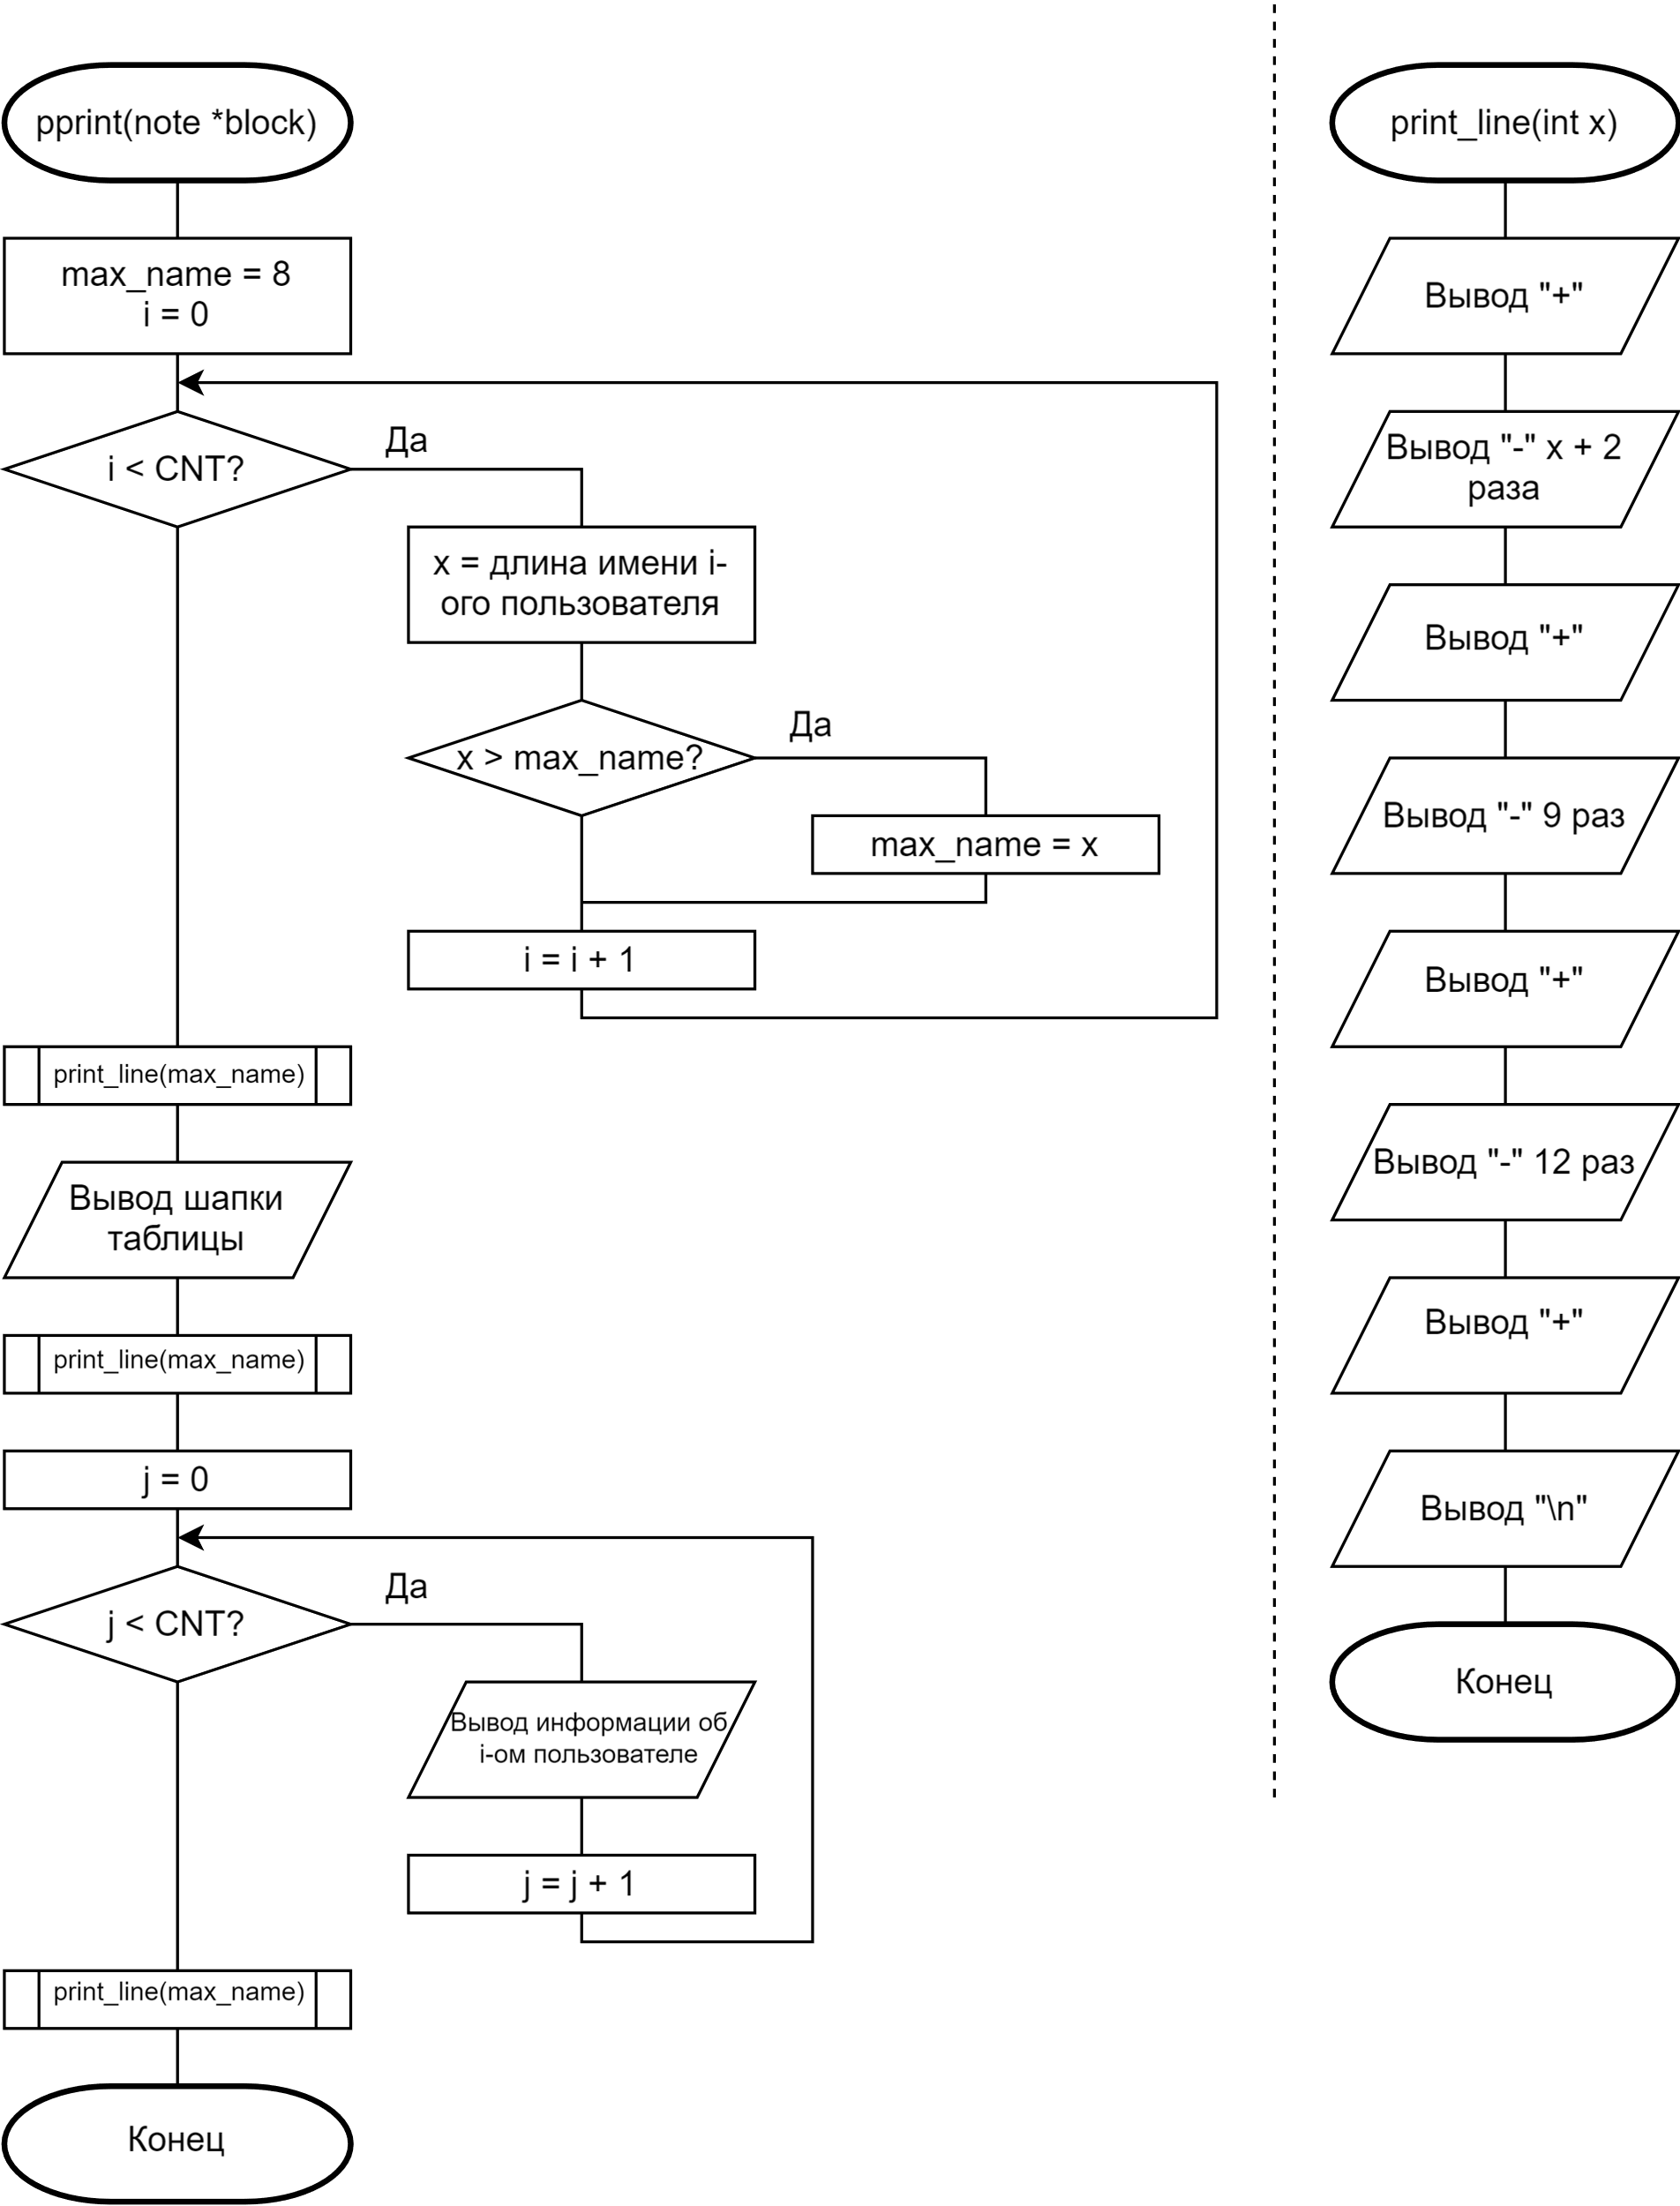 pprint(note *block)
max_name = 8
i = 0
i < CNT?
Да
x = длина имени i-
ого пользователя
x > max_name?
Да
max_name = x
i = i + 1
print_line(max_name)
Вывод шапки
таблицы
print_line(max_name)
j = 0
j < CNT?
Да
Вывод информации об
i-ом пользователе
j = j + 1
print_line(max_name)
Конец
print_line(int x)
Вывод "+"
Вывод "-" x + 2
раза
Вывод "+"
Вывод "-" 9 раз
Вывод "+"
Вывод "-" 12 раз
Вывод "+"
Вывод "\n"
Конец